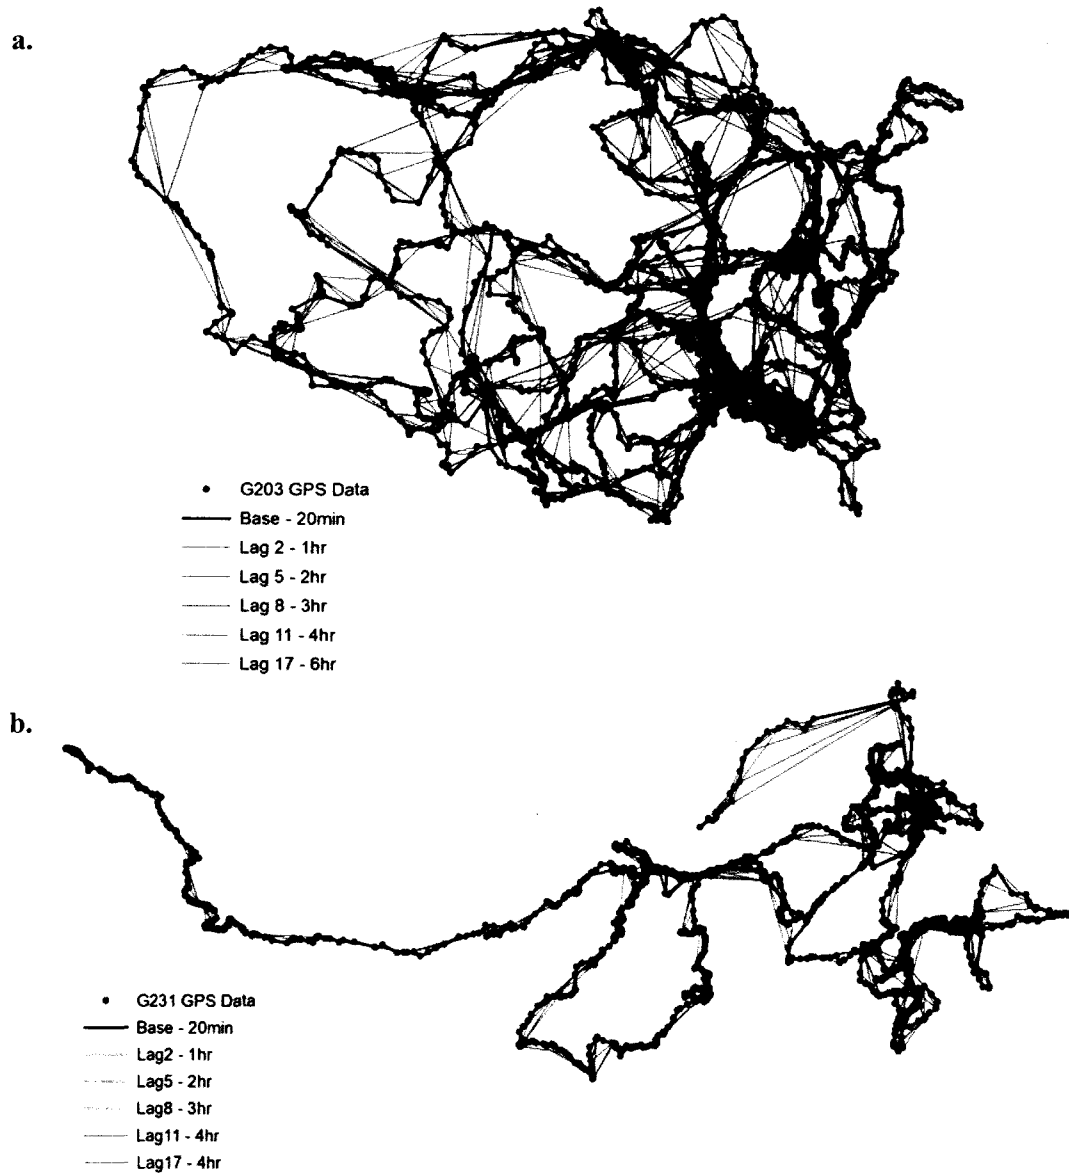 a.
G203 GPS Data
Base - 20min
Lag 2 - 1hr
Lag 5 - 2hr
Lag 8 - 3hr
Lag 11 - 4hr
Lag 17 - 6hr
b.
G231 GPS Data
Base - 20min
Lag2 - 1hr
Lag5 - 2hr
Lag8 - 3hr
Lag11 - 4hr
Lag17 - 4hr